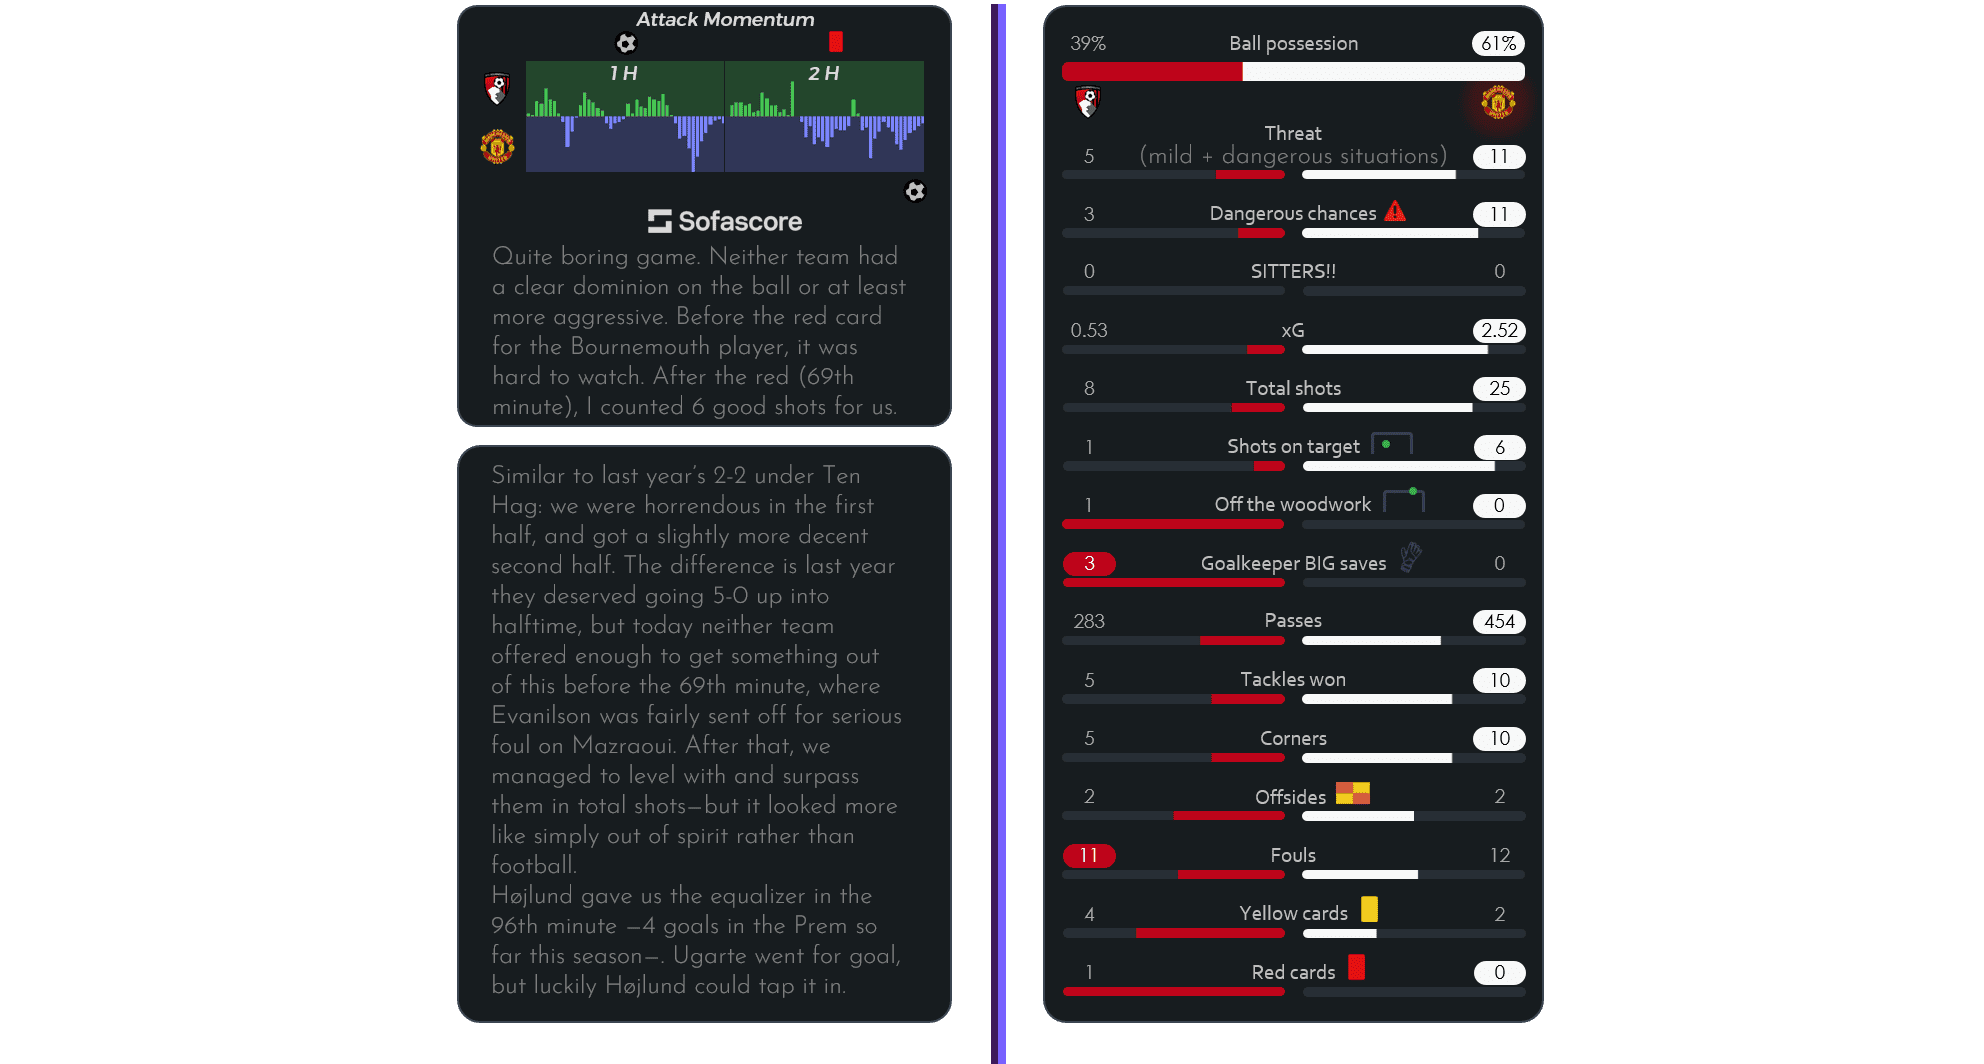 Attack Momentum
1 H
2 H
Sofascore
Quite boring game. Neither team had
a clear dominion on the ball or at least
more aggressive. Before the red card
for the Bournemouth player, it was
hard to watch. After the red (69th
minute), I counted 6 good shots for us.
Similar to last year's 2-2 under Ten
Hag: we were horrendous in the first
half, and got a slightly more decent
second half. The difference is last year
they deserved going 5-0 up into
halftime, but today neither team
offered enough to get something out
of this before the 69th minute, where
Evanilson was fairly sent off for serious
foul on Mazraoui. After that, we
managed to level with and surpass
them in total shots—but it looked more
like simply out of spirit rather than
football.
Højlund gave us the equalizer in the
96th minute —4 goals in the Prem so
far this season—. Ugarte went for goal,
but luckily Højlund could tap it in.
39% Ball possession 61%
Threat
5 (mild + dangerous situations) 11
3 Dangerous chances 11
0 SITTERS!! 0
0.53 xG 2.52
8 Total shots 25
1 Shots on target 6
1 Off the woodwork 0
3 Goalkeeper BIG saves 0
283 Passes 454
5 Tackles won 10
5 Corners 10
2 Offsides 2
11 Fouls 12
4 Yellow cards 2
1 Red cards 0